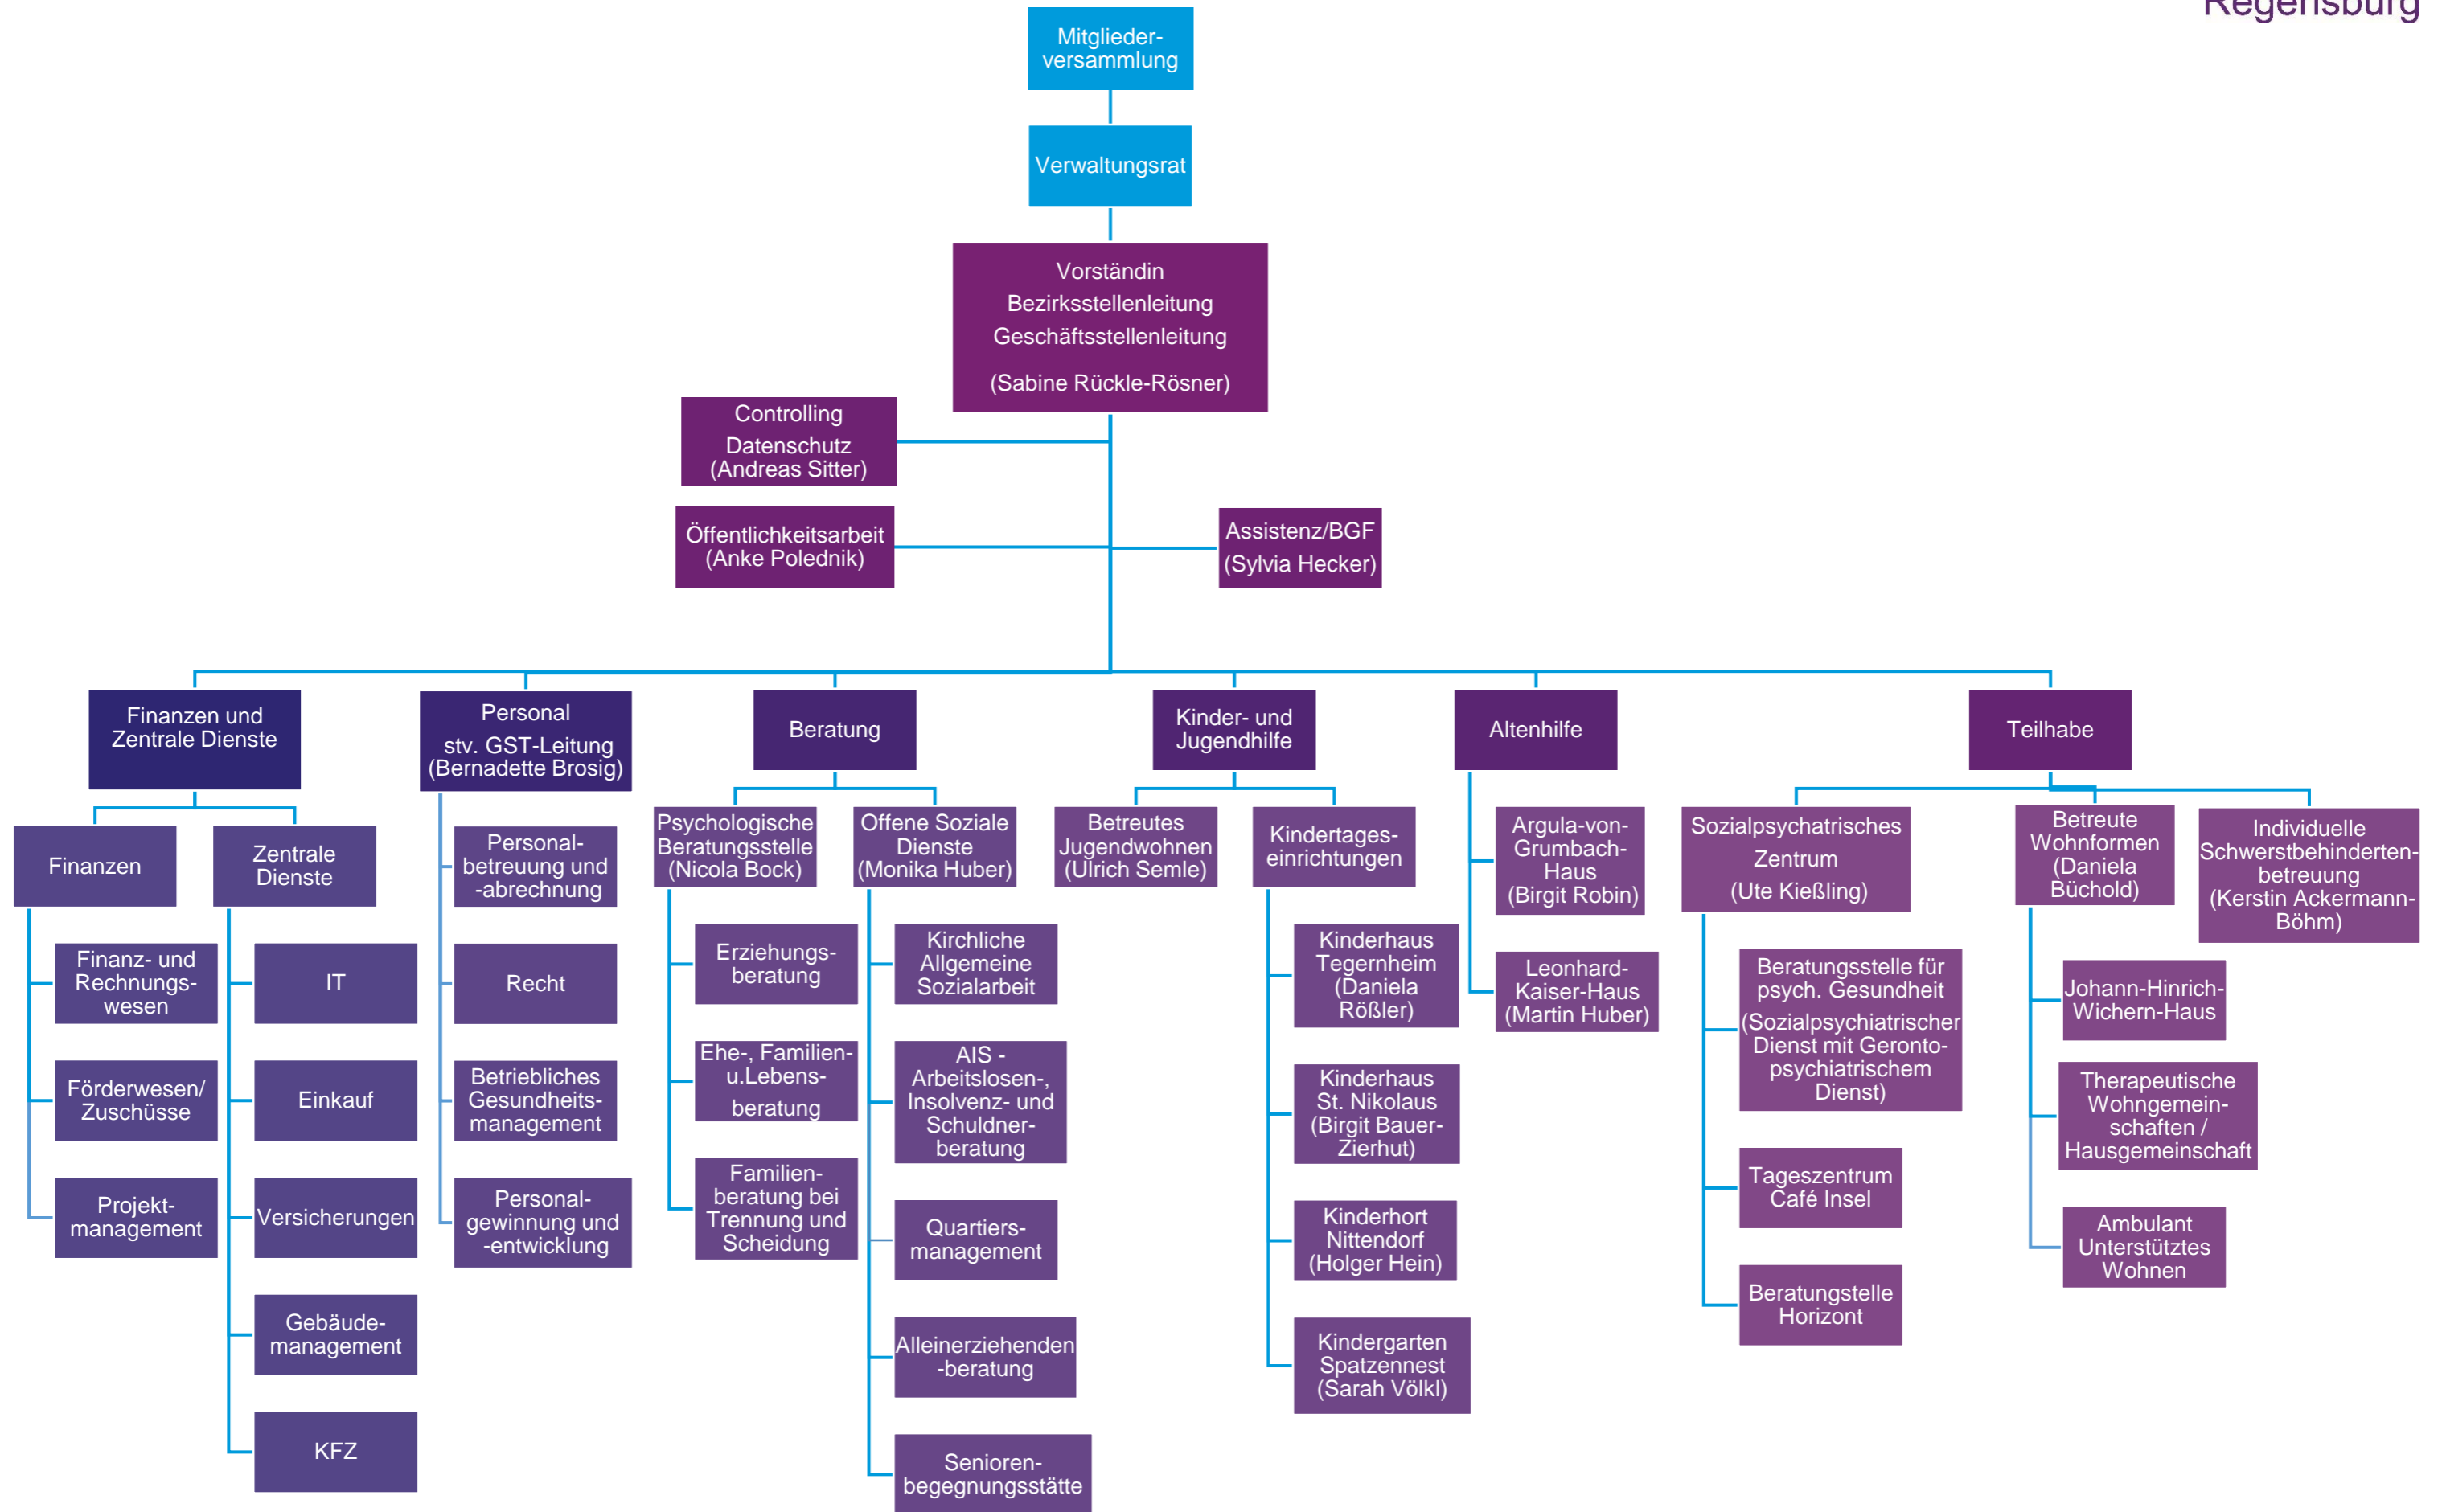 Regensburg
Mitglieder-
versammlung
Verwaltungsrat
Vorständin
Bezirksstellenleitung
Geschäftsstellenleitung
(Sabine Rückle-Rösner)
Controlling
Datenschutz
(Andreas Sitter)
Öffentlichkeitsarbeit
(Anke Polednik)
Assistenz/BGF
(Sylvia Hecker)
Finanzen und
Zentrale Dienste
Personal
stv. GST-Leitung
(Bernadette Brosig)
Beratung
Kinder- und
Jugendhilfe
Altenhilfe
Teilhabe
Finanzen
Finanz- und
Rechnungs-
wesen
Förderwesen/
Zuschüsse
Projekt-
management
Zentrale
Dienste
IT
Einkauf
Versicherungen
Gebäude-
management
KFZ
Personal-
betreuung und
-abrechnung
Recht
Betriebliches
Gesundheits-
management
Personal-
gewinnung und
-entwicklung
Psychologische
Beratungsstelle
(Nicola Bock)
Erziehungs-
beratung
Ehe-, Familien-
u.Lebens-
beratung
Familien-
beratung bei
Trennung und
Scheidung
Offene Soziale
Dienste
(Monika Huber)
Kirchliche
Allgemeine
Sozialarbeit
AIS -
Arbeitslosen-,
Insolvenz- und
Schuldner-
beratung
Quartiers-
management
Alleinerziehenden
-beratung
Senioren-
begegnungsstätte
Betreutes
Jugendwohnen
(Ulrich Semle)
Kindertages-
einrichtungen
Kinderhaus
Tegernheim
(Daniela
Rößler)
Kinderhaus
St. Nikolaus
(Birgit Bauer-
Zierhut)
Kinderhort
Nittendorf
(Holger Hein)
Kindergarten
Spatzennest
(Sarah Völkl)
Argula-von-
Grumbach-
Haus
(Birgit Robin)
Leonhard-
Kaiser-Haus
(Martin Huber)
Sozialpsychatrisches
Zentrum
(Ute Kießling)
Beratungsstelle für
psych. Gesundheit
(Sozialpsychiatrischer
Dienst mit Geronto-
psychiatrischem
Dienst)
Tageszentrum
Café Insel
Beratungstelle
Horizont
Betreute
Wohnformen
(Daniela
Büchold)
Johann-Hinrich-
Wichern-Haus
Therapeutische
Wohngemein-
schaften /
Hausgemeinschaft
Ambulant
Unterstütztes
Wohnen
Individuelle
Schwerstbehinderten-
betreuung
(Kerstin Ackermann-
Böhm)